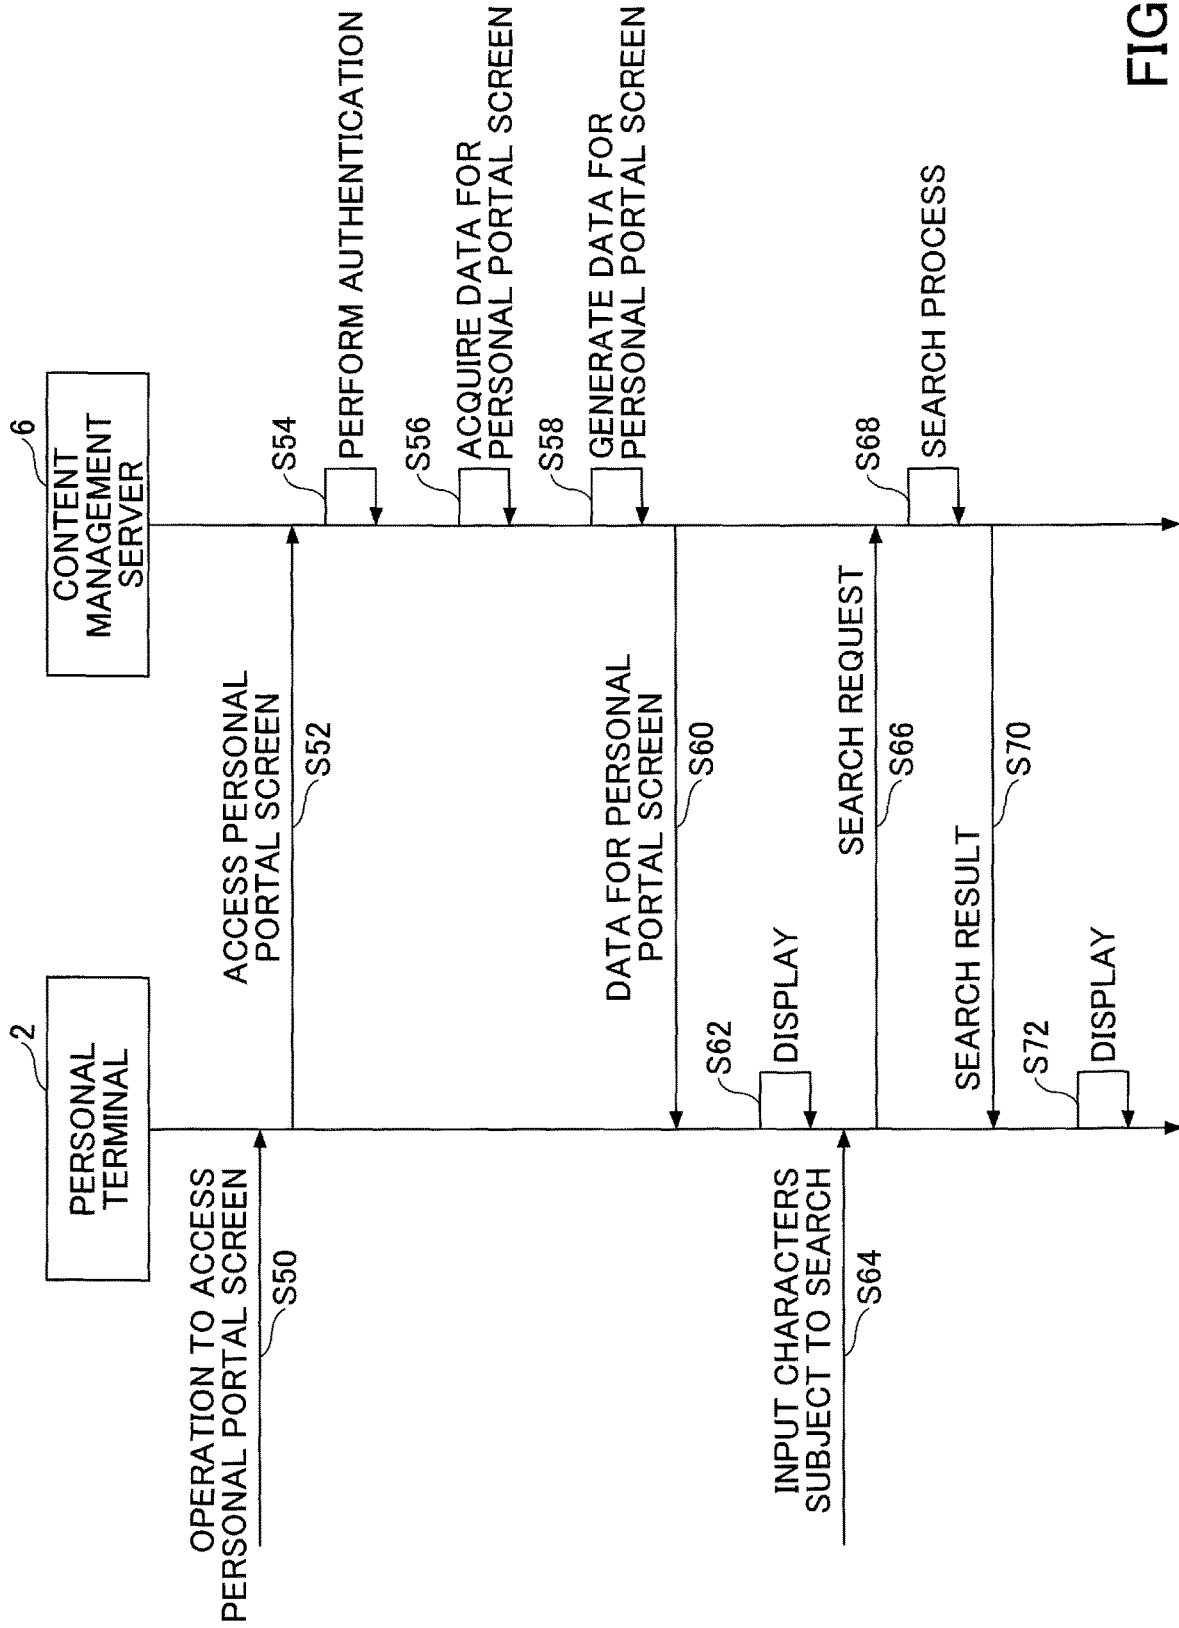 2
PERSONAL
TERMINAL
6
CONTENT
MANAGEMENT
SERVER
OPERATION TO ACCESS
PERSONAL PORTAL SCREEN
S50
ACCESS PERSONAL
PORTAL SCREEN
S52
S54
PERFORM AUTHENTICATION
S56
ACQUIRE DATA FOR
PERSONAL PORTAL SCREEN
S58
GENERATE DATA FOR
PERSONAL PORTAL SCREEN
DATA FOR PERSONAL
PORTAL SCREEN
S60
S62
DISPLAY
INPUT CHARACTERS
SUBJECT TO SEARCH
S64
SEARCH REQUEST
S66
S68
SEARCH PROCESS
SEARCH RESULT
S70
S72
DISPLAY
FIG